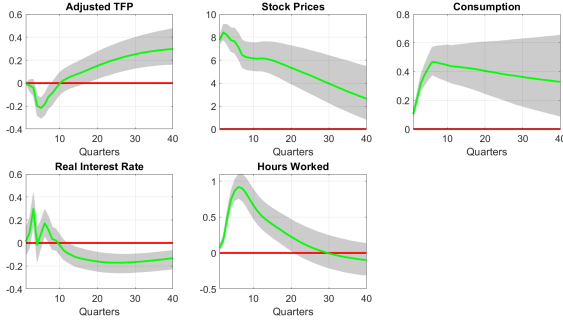 Adjusted TFP
0.6
0.4
0.2
0
-0.2
-0.4
10 20 30 40
Quarters
Stock Prices
10
8
6
4
2
0
10 20 30 40
Quarters
Consumption
0.8
0.6
0.4
0.2
0
10 20 30 40
Quarters
Real Interest Rate
0.6
0.4
0.2
0
-0.2
-0.4
10 20 30 40
Quarters
Hours Worked
1
0.5
0
-0.5
10 20 30 40
Quarters